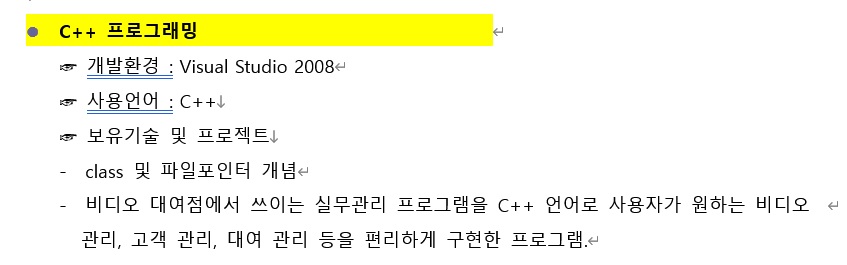 ● C++ 프로그래밍
☞ 개발환경 : Visual Studio 2008↵
☞ 사용언어 : C++↓
☞ 보유기술 및 프로젝트↓
- class 및 파일포인터 개념↵
- 비디오 대여점에서 쓰이는 실무관리 프로그램을 C++ 언어로 사용자가 원하는 비디오 ↵
관리, 고객 관리, 대여 관리 등을 편리하게 구현한 프로그램.↵